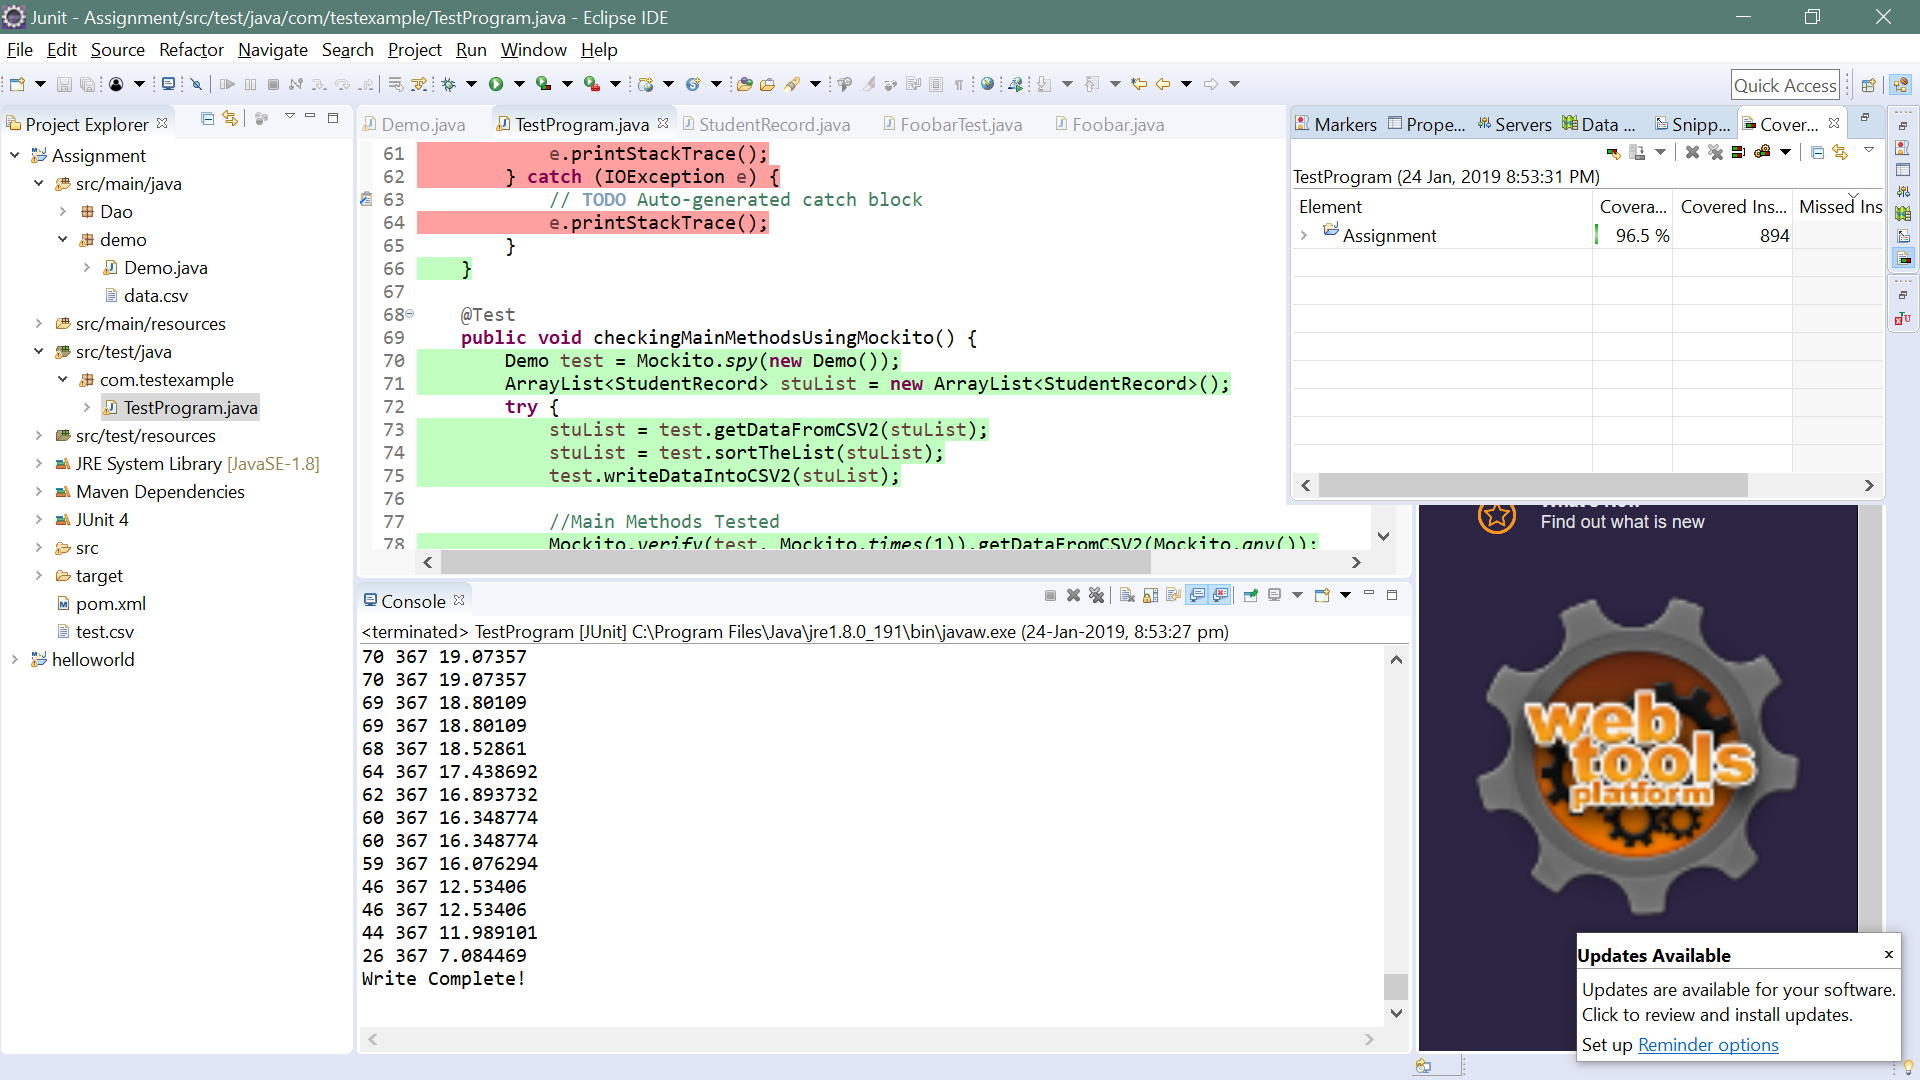 Junit - Assignment/src/test/java/com/testexample/TestProgram.java - Eclipse IDE
File Edit Source Refactor Navigate Search Project Run Window Help
Quick Access
Project Explorer
Assignment
src/main/java
Dao
demo
Demo.java
data.csv
src/main/resources
src/test/java
com.testexample
TestProgram.java
src/test/resources
JRE System Library [JavaSE-1.8]
Maven Dependencies
JUnit 4
src
target
pom.xml
test.csv
helloworld
Demo.java TestProgram.java StudentRecord.java FoobarTest.java Foobar.java
61 e.printStackTrace();
62 } catch (IOException e) {
63 // TODO Auto-generated catch block
64 e.printStackTrace();
65 }
66 }
67
68 @Test
69 public void checkingMainMethodsUsingMockito() {
70 Demo test = Mockito.spy(new Demo());
71 ArrayList<StudentRecord> stuList = new ArrayList<StudentRecord>();
72 try {
73 stuList = test.getDataFromCSV2(stuList);
74 stuList = test.sortTheList(stuList);
75 test.writeDataIntoCSV2(stuList);
76
77 //Main Methods Tested
78 Mockito.verify(test, Mockito.times(1)).getDataFromCSV2(Mockito.any());
Markers Prope... Servers Data ... Snipp... Cover...
TestProgram (24 Jan, 2019 8:53:31 PM)
Element Covera... Covered Ins... Missed Ins
Assignment 96.5 % 894
Find out what is new
web tools platform
Console
<terminated> TestProgram [JUnit] C:\Program Files\Java\jre1.8.0_191\bin\javaw.exe (24-Jan-2019, 8:53:27 pm)
70 367 19.07357
70 367 19.07357
69 367 18.80109
69 367 18.80109
68 367 18.52861
64 367 17.438692
62 367 16.893732
60 367 16.348774
60 367 16.348774
59 367 16.076294
46 367 12.53406
46 367 12.53406
44 367 11.989101
26 367 7.084469
Write Complete!
Updates Available
Updates are available for your software.
Click to review and install updates.
Set up Reminder options